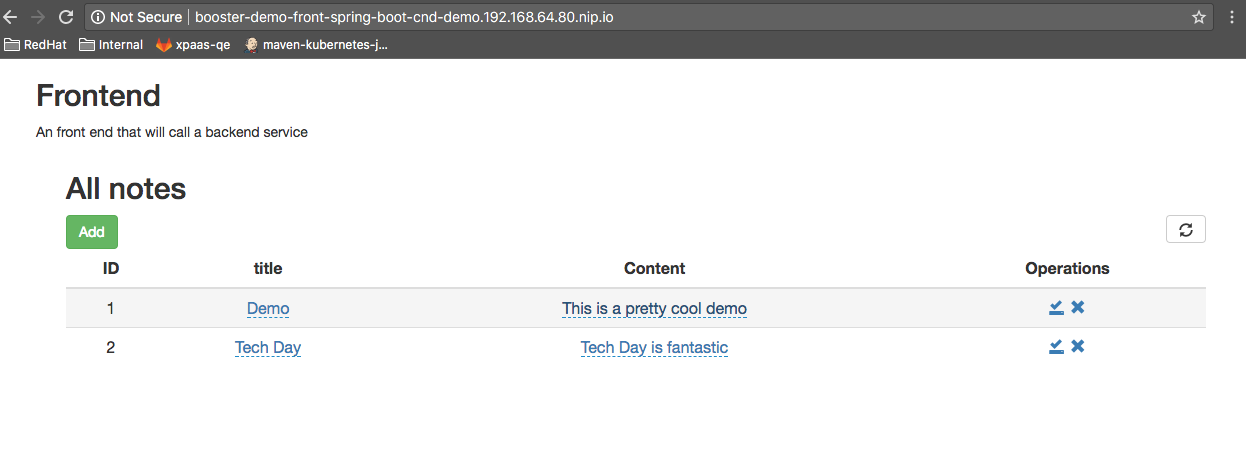 Not Secure booster-demo-front-spring-boot-cnd-demo.192.168.64.80.nip.io
RedHat Internal xpaas-qe maven-kubernetes-j...
Frontend
An front end that will call a backend service
All notes
Add
ID title Content Operations
1 Demo This is a pretty cool demo
2 Tech Day Tech Day is fantastic